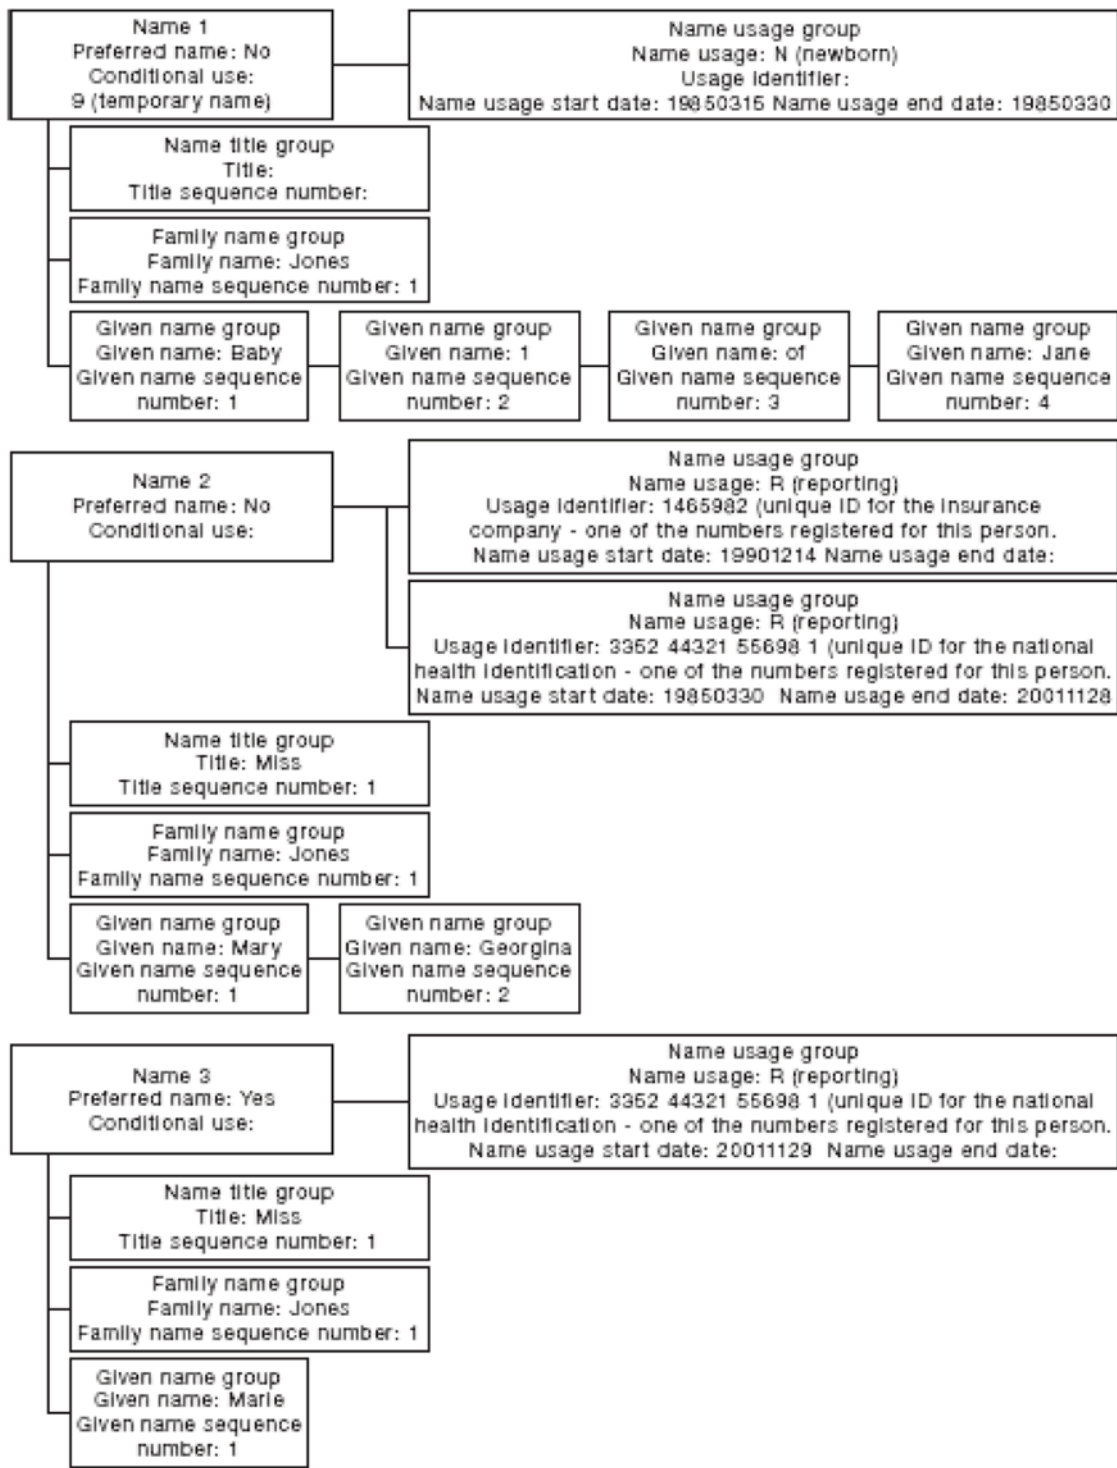 Name 1
Preferred name: No
Conditional use:
9 (temporary name)
Name usage group
Name usage: N (newborn)
Usage Identifier:
Name usage start date: 19850315 Name usage end date: 19850330
Name title group
Title:
Title sequence number:
Family name group
Family name: Jones
Family name sequence number: 1
Given name group
Given name: Baby
Given name sequence
number: 1
Given name group
Given name: 1
Given name sequence
number: 2
Given name group
Given name: of
Given name sequence
number: 3
Given name group
Given name: Jane
Given name sequence
number: 4
Name 2
Preferred name: No
Conditional use:
Name usage group
Name usage: R (reporting)
Usage Identifier: 1465982 (unique ID for the insurance
company - one of the numbers registered for this person.
Name usage start date: 19901214 Name usage end date:
Name usage group
Name usage: R (reporting)
Usage Identifier: 3352 44321 55698 1 (unique ID for the national
health identification - one of the numbers registered for this person.
Name usage start date: 19850330 Name usage end date: 20011128
Name title group
Title: Miss
Title sequence number: 1
Family name group
Family name: Jones
Family name sequence number: 1
Given name group
Given name: Mary
Given name sequence
number: 1
Given name group
Given name: Georgina
Given name sequence
number: 2
Name 3
Preferred name: Yes
Conditional use:
Name usage group
Name usage: R (reporting)
Usage Identifier: 3352 44321 55698 1 (unique ID for the national
health identification - one of the numbers registered for this person.
Name usage start date: 20011129 Name usage end date:
Name title group
Title: Miss
Title sequence number: 1
Family name group
Family name: Jones
Family name sequence number: 1
Given name group
Given name: Marie
Given name sequence
number: 1